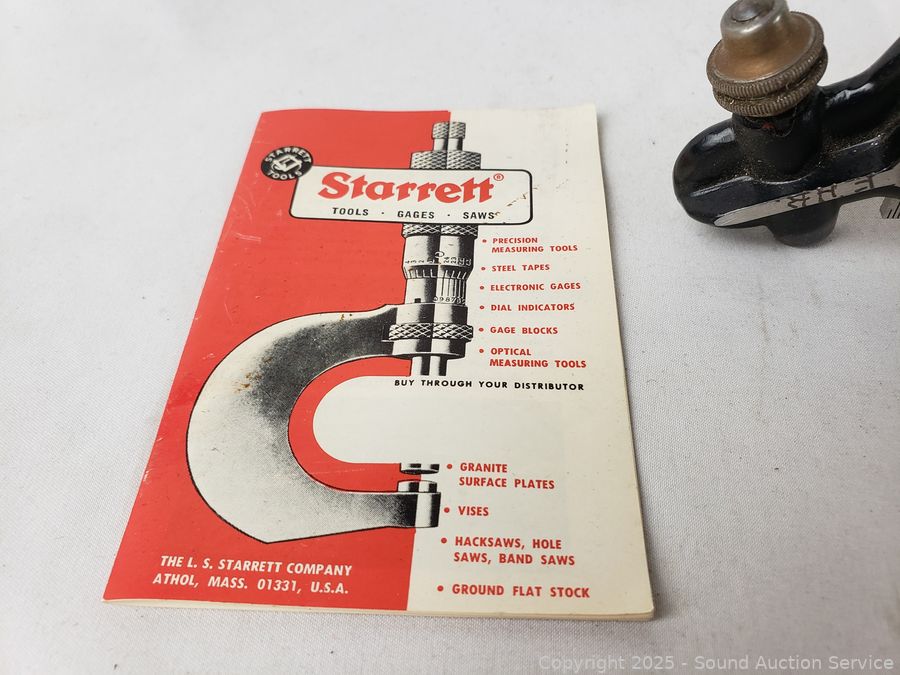 STARRETT
TOOLS
Starrett®
TOOLS · GAGES · SAWS
• PRECISION
MEASURING TOOLS
• STEEL TAPES
• ELECTRONIC GAGES
• DIAL INDICATORS
• GAGE BLOCKS
• OPTICAL
MEASURING TOOLS
BUY THROUGH YOUR DISTRIBUTOR
• GRANITE
SURFACE PLATES
• VISES
• HACKSAWS, HOLE
SAWS, BAND SAWS
• GROUND FLAT STOCK
THE L. S. STARRETT COMPANY
ATHOL, MASS. 01331, U.S.A.
Copyright © 2025 - Sound Auction Service